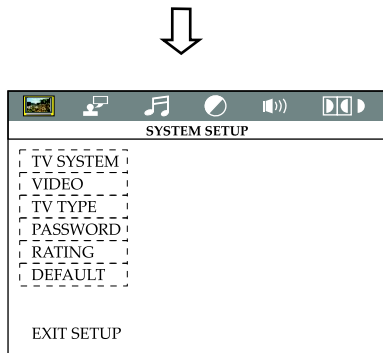 SYSTEM SETUP
TV SYSTEM
VIDEO
TV TYPE
PASSWORD
RATING
DEFAULT
EXIT SETUP